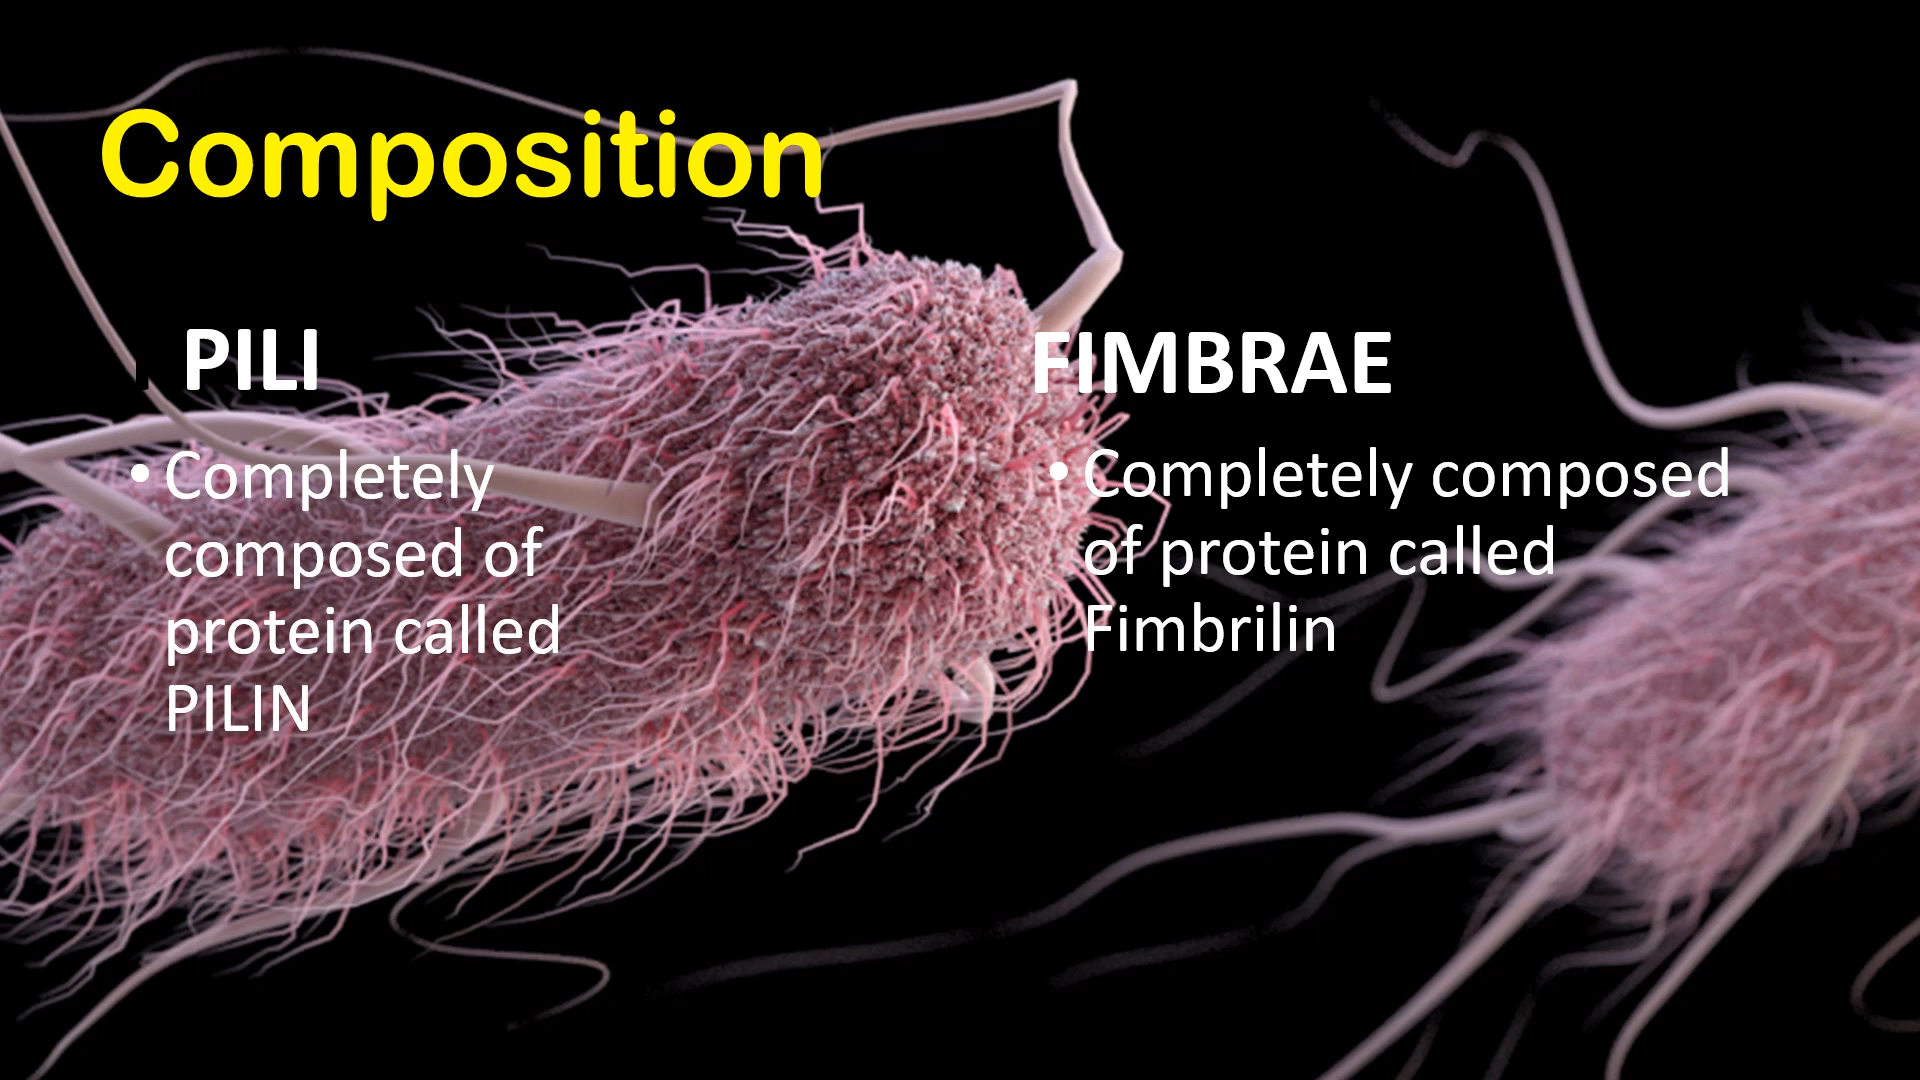 Composition
PILI
• Completely
composed of
protein called
PILIN
FIMBRAE
• Completely composed
of protein called
Fimbrilin